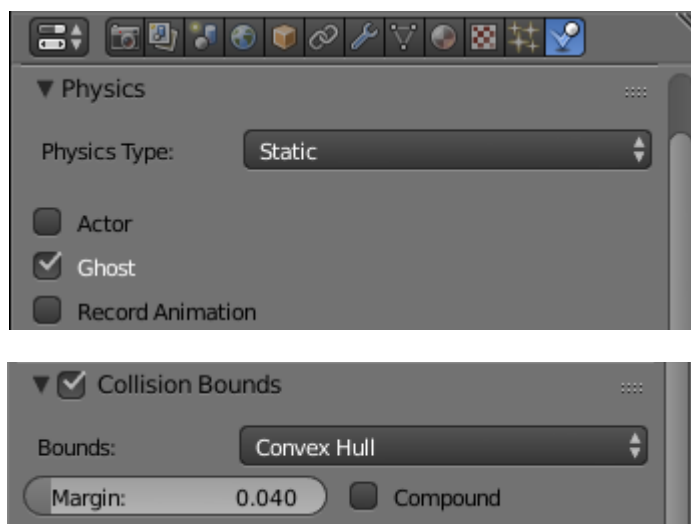 Physics
Physics Type: Static
Actor
Ghost
Record Animation
Collision Bounds
Bounds: Convex Hull
Margin: 0.040 Compound